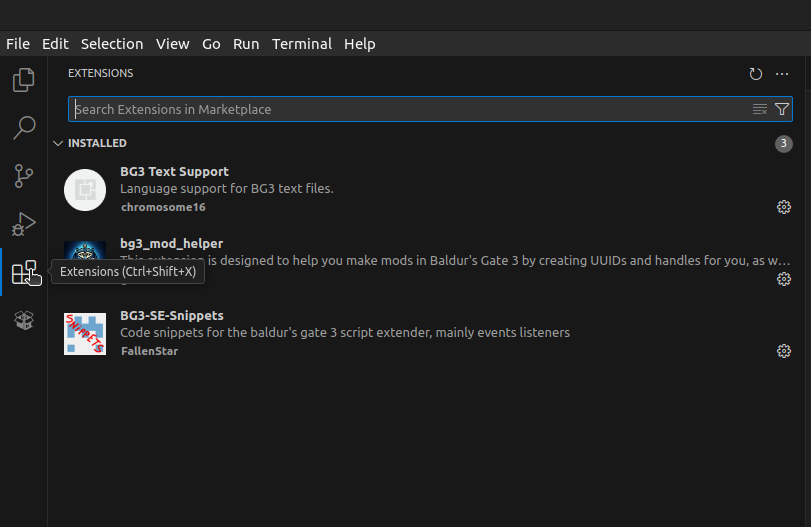 File Edit Selection View Go Run Terminal Help
EXTENSIONS
Search Extensions in Marketplace
INSTALLED
3
BG3 Text Support
Language support for BG3 text files.
chromosome16
bg3_mod_helper
This extension is designed to help you make mods in Baldur's Gate 3 by creating UUIDs and handles for you, as w...
Extensions (Ctrl+Shift+X)
BG3-SE-Snippets
Code snippets for the baldur's gate 3 script extender, mainly events listeners
FallenStar
SNIPPETS